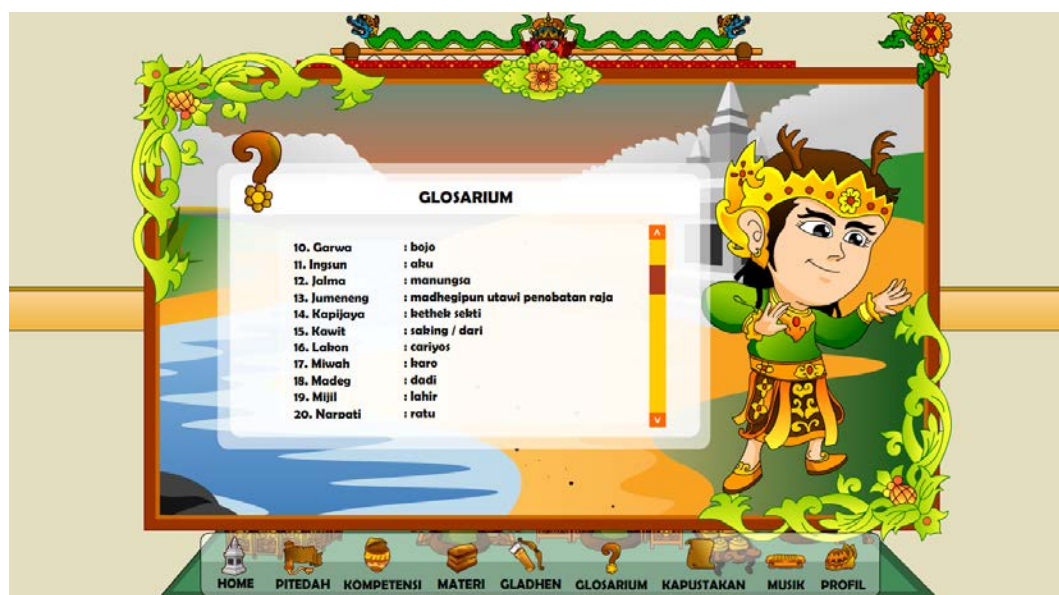 X
GLOSARIUM
10. Garwa : bojo
11. Ingsun : aku
12. Jalma : manungsa
13. Jumeneng : madhegipun utawi penobatan raja
14. Kapijaya : kethek sekti
15. Kawit : saking / dari
16. Lakon : cariyos
17. Miwah : karo
18. Madeg : dadi
19. Mijil : lahir
20. Narpati : ratu
HOME PITEDAH KOMPETENSI MATERI GLADHEN GLOSARIUM KAPUSTAKAN MUSIK PROFIL